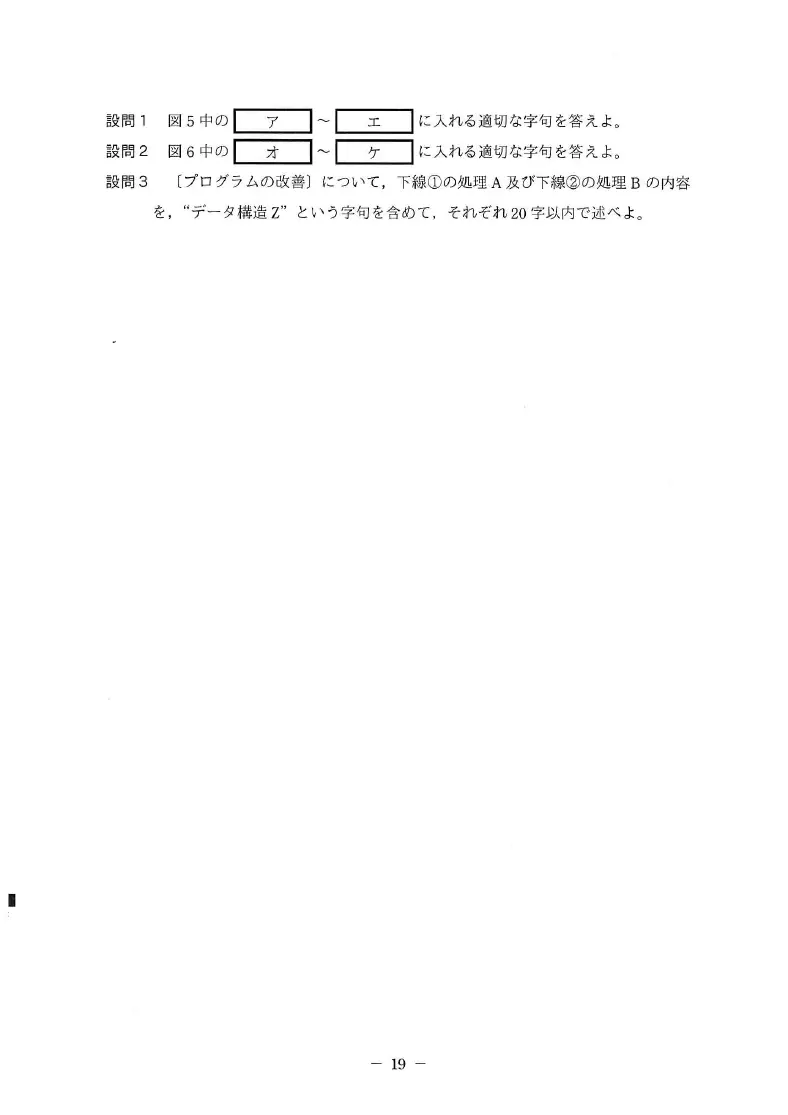 設問1 図5中の ア ～ エ に入れる適切な字句を答えよ。
設問2 図6中の オ ～ ケ に入れる適切な字句を答えよ。
設問3 〔プログラムの改善〕について，下線①の処理A及び下線②の処理Bの内容
を，“データ構造Z”という字句を含めて，それぞれ20字以内で述べよ。
－ 19 －